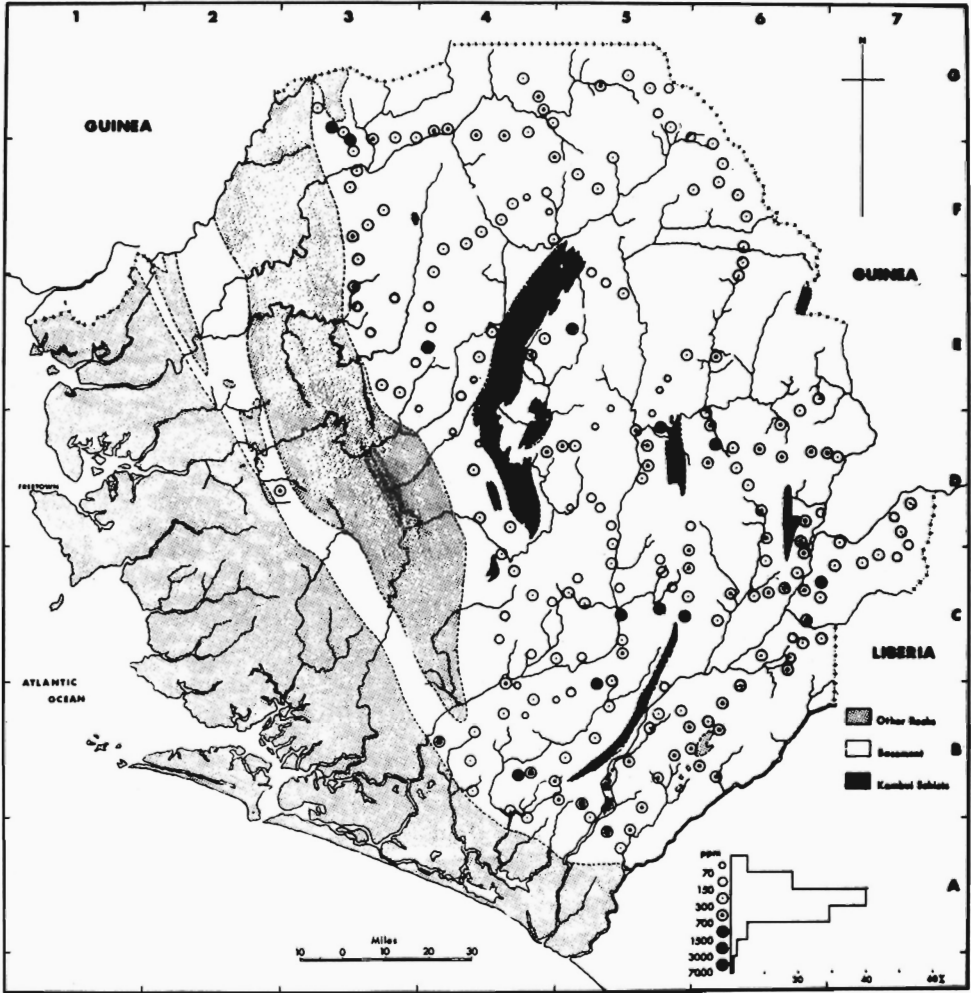 1 2 3 4 5 6 7
N
G
GUINEA
F
GUINEA
E
FREETOWN
D
C
LIBERIA
ATLANTIC
OCEAN
Other Rocks
B
Basement
Kambui Schists
ppm
70
150
A
300
700
1500
3000
7000
Miles
10 0 10 20 30
20 40 60%